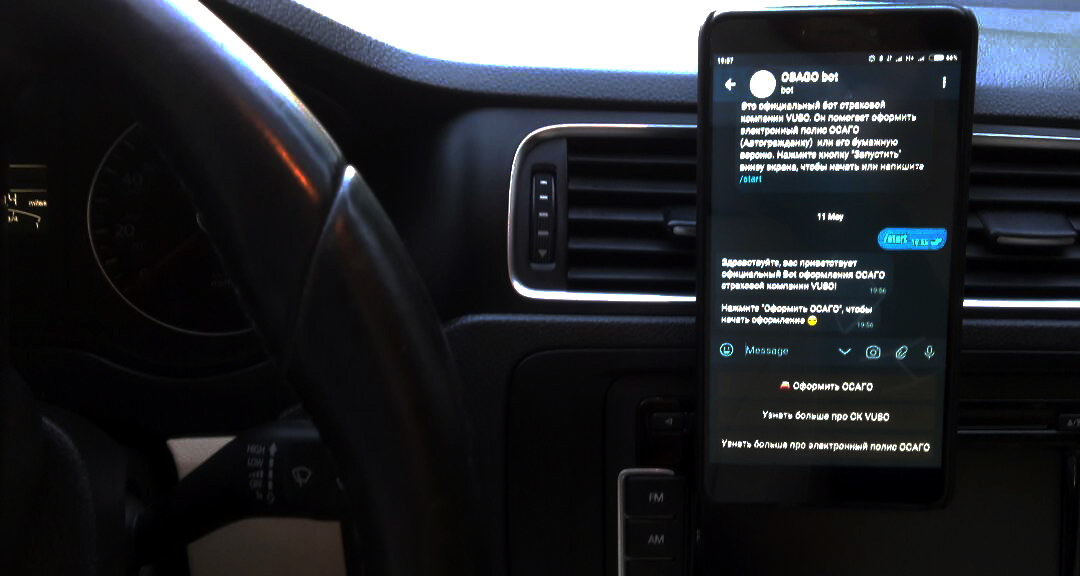 19:57
66%
OSAGO bot
bot
Это официальный бот страховой
компании VUSO. Он помогает оформить
электронный полис ОСАГО
(Автогражданку) или его бумажную
версию. Нажмите кнопку "Запустить"
внизу экрана, чтобы начать или напишите
/start
11 May
/start 19:56
Здравствуйте, вас приветствует
официальный Bot оформления ОСАГО
страховой компании VUSO!
19:56
Нажмите "Оформить ОСАГО", чтобы
начать оформление
19:56
Message
Оформить ОСАГО
Узнать больше про СК VUSO
Узнать больше про электронный полис ОСАГО
miles
20
HIGH
LOW
FM
AM